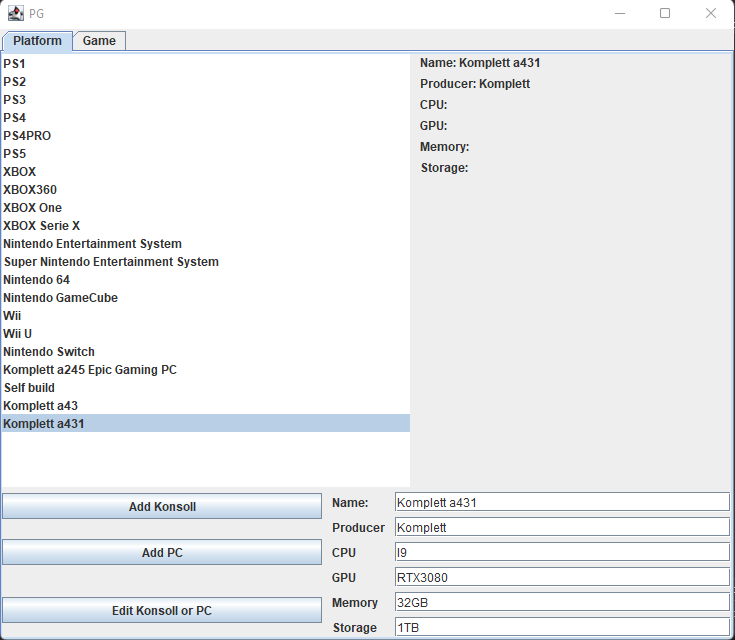 PG
Platform Game
PS1
PS2
PS3
PS4
PS4PRO
PS5
XBOX
XBOX360
XBOX One
XBOX Serie X
Nintendo Entertainment System
Super Nintendo Entertainment System
Nintendo 64
Nintendo GameCube
Wii
Wii U
Nintendo Switch
Komplett a245 Epic Gaming PC
Self build
Komplett a43
Komplett a431
Name: Komplett a431
Producer: Komplett
CPU:
GPU:
Memory:
Storage:
Add Konsoll
Add PC
Edit Konsoll or PC
Name: Komplett a431
Producer Komplett
CPU I9
GPU RTX3080
Memory 32GB
Storage 1TB